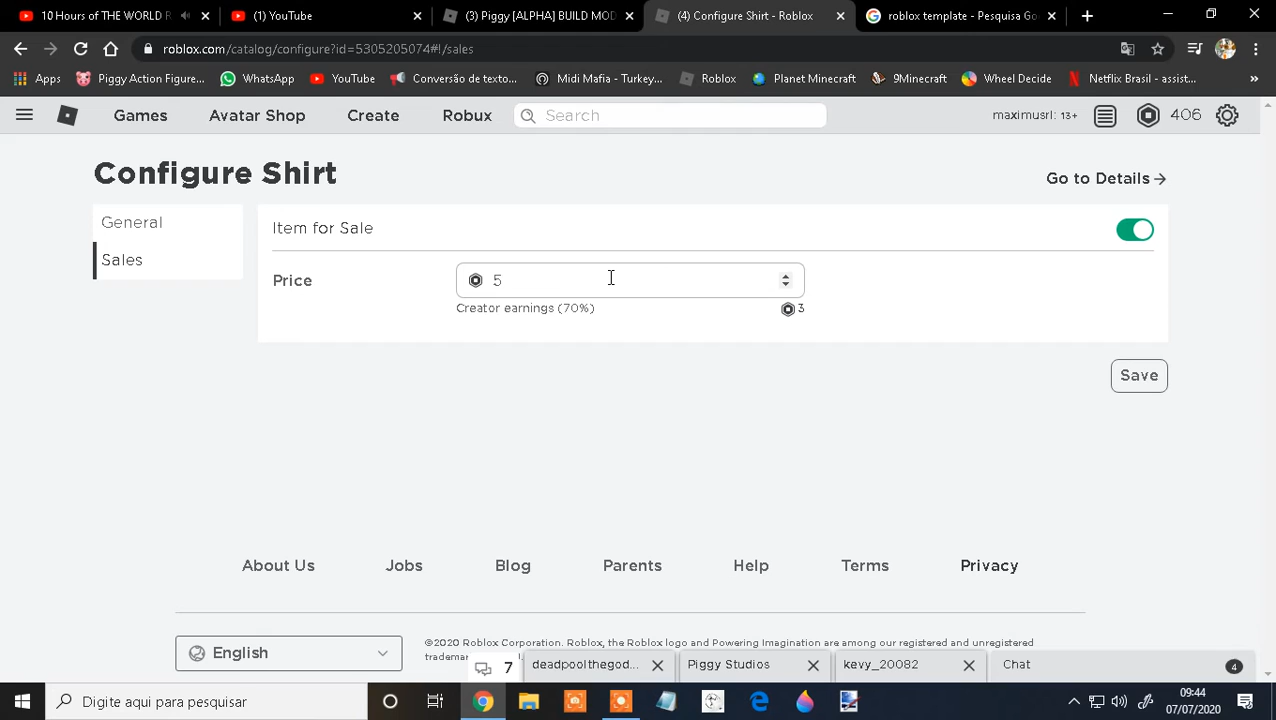 10 Hours of THE WORLD R
(1) YouTube
(3) Piggy [ALPHA] BUILD MOD
(4) Configure Shirt - Roblox
roblox template - Pesquisa Go
roblox.com/catalog/configure?id=5305205074#!/sales
Apps
Piggy Action Figure...
WhatsApp
YouTube
Conversão de texto...
Midi Mafia - Turkey...
Roblox
Planet Minecraft
9Minecraft
Wheel Decide
Netflix Brasil - assist...
»
Games
Avatar Shop
Create
Robux
Search
maximusrl: 13+
406
Configure Shirt
Go to Details
General
Sales
Item for Sale
Price
5
Creator earnings (70%)
3
Save
About Us
Jobs
Blog
Parents
Help
Terms
Privacy
English
©2020 Roblox Corporation. Roblox, the Roblox logo and Powering Imagination are among our registered and unregistered
7
deadpoolthegod...
Piggy Studios
kevy_20082
Chat
4
Digite aqui para pesquisar
09:44
07/07/2020